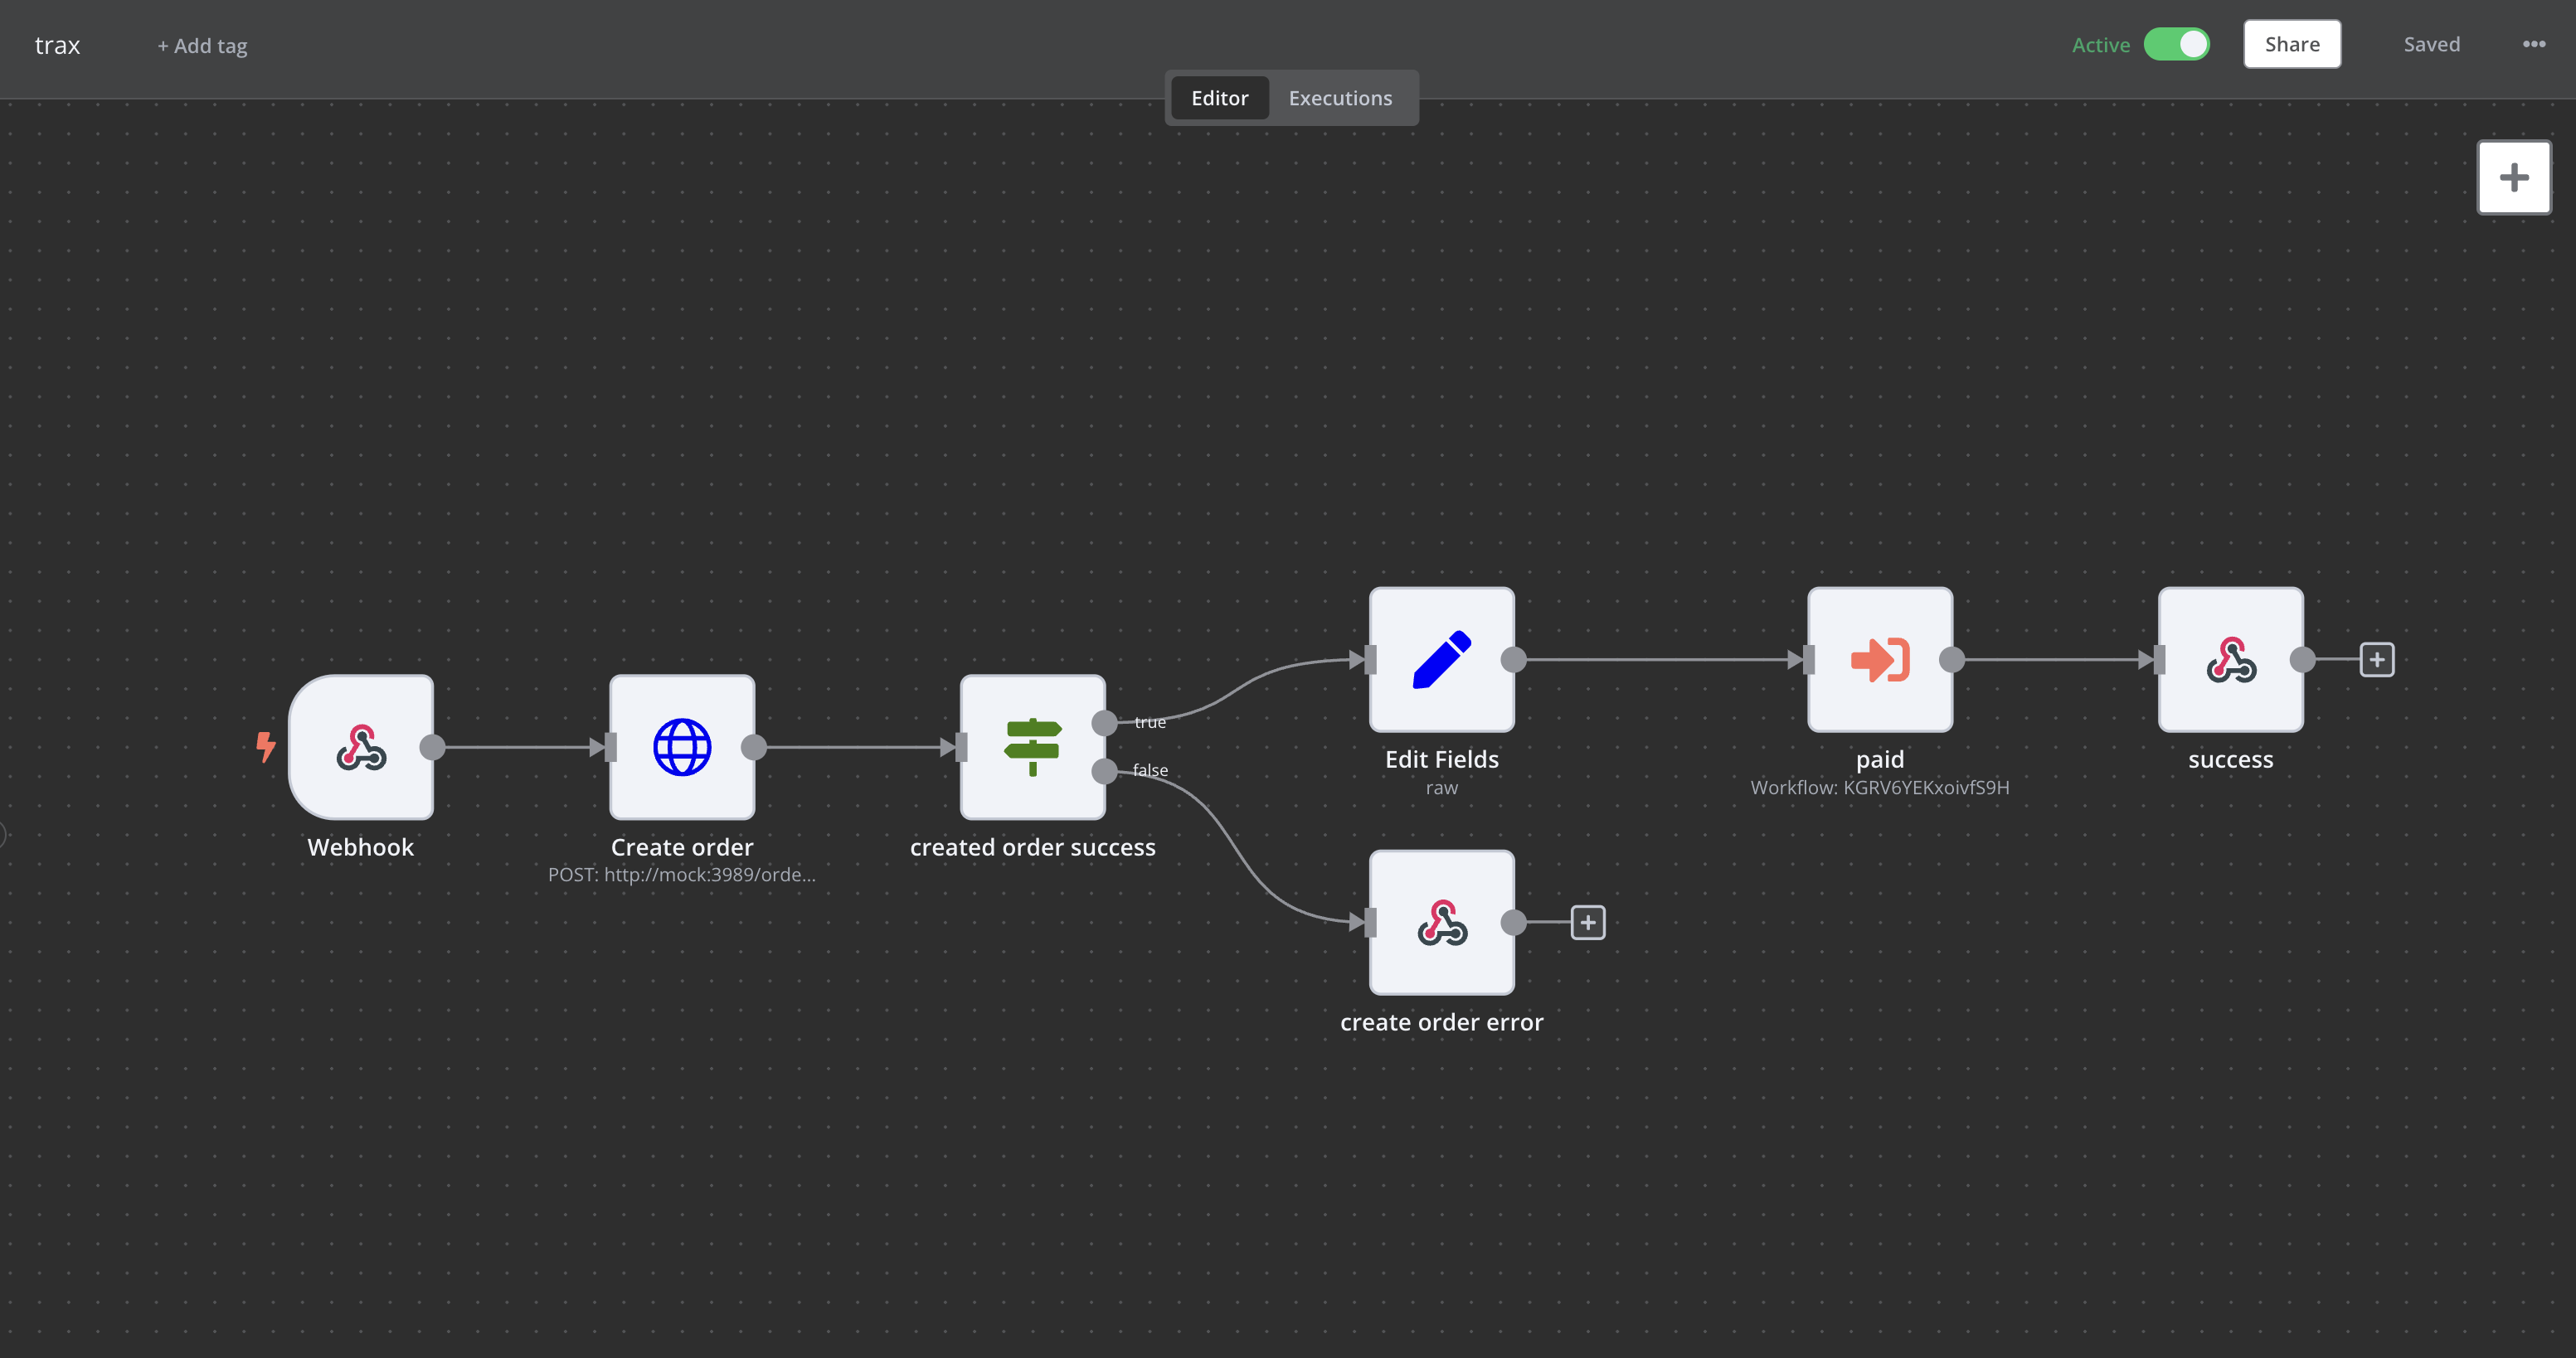 trax
+ Add tag
Active
Share
Saved
Editor
Executions
true
false
Webhook
Create order
POST: http://mock:3989/orde...
created order success
Edit Fields
raw
paid
Workflow: KGRV6YEKxoivfS9H
success
create order error